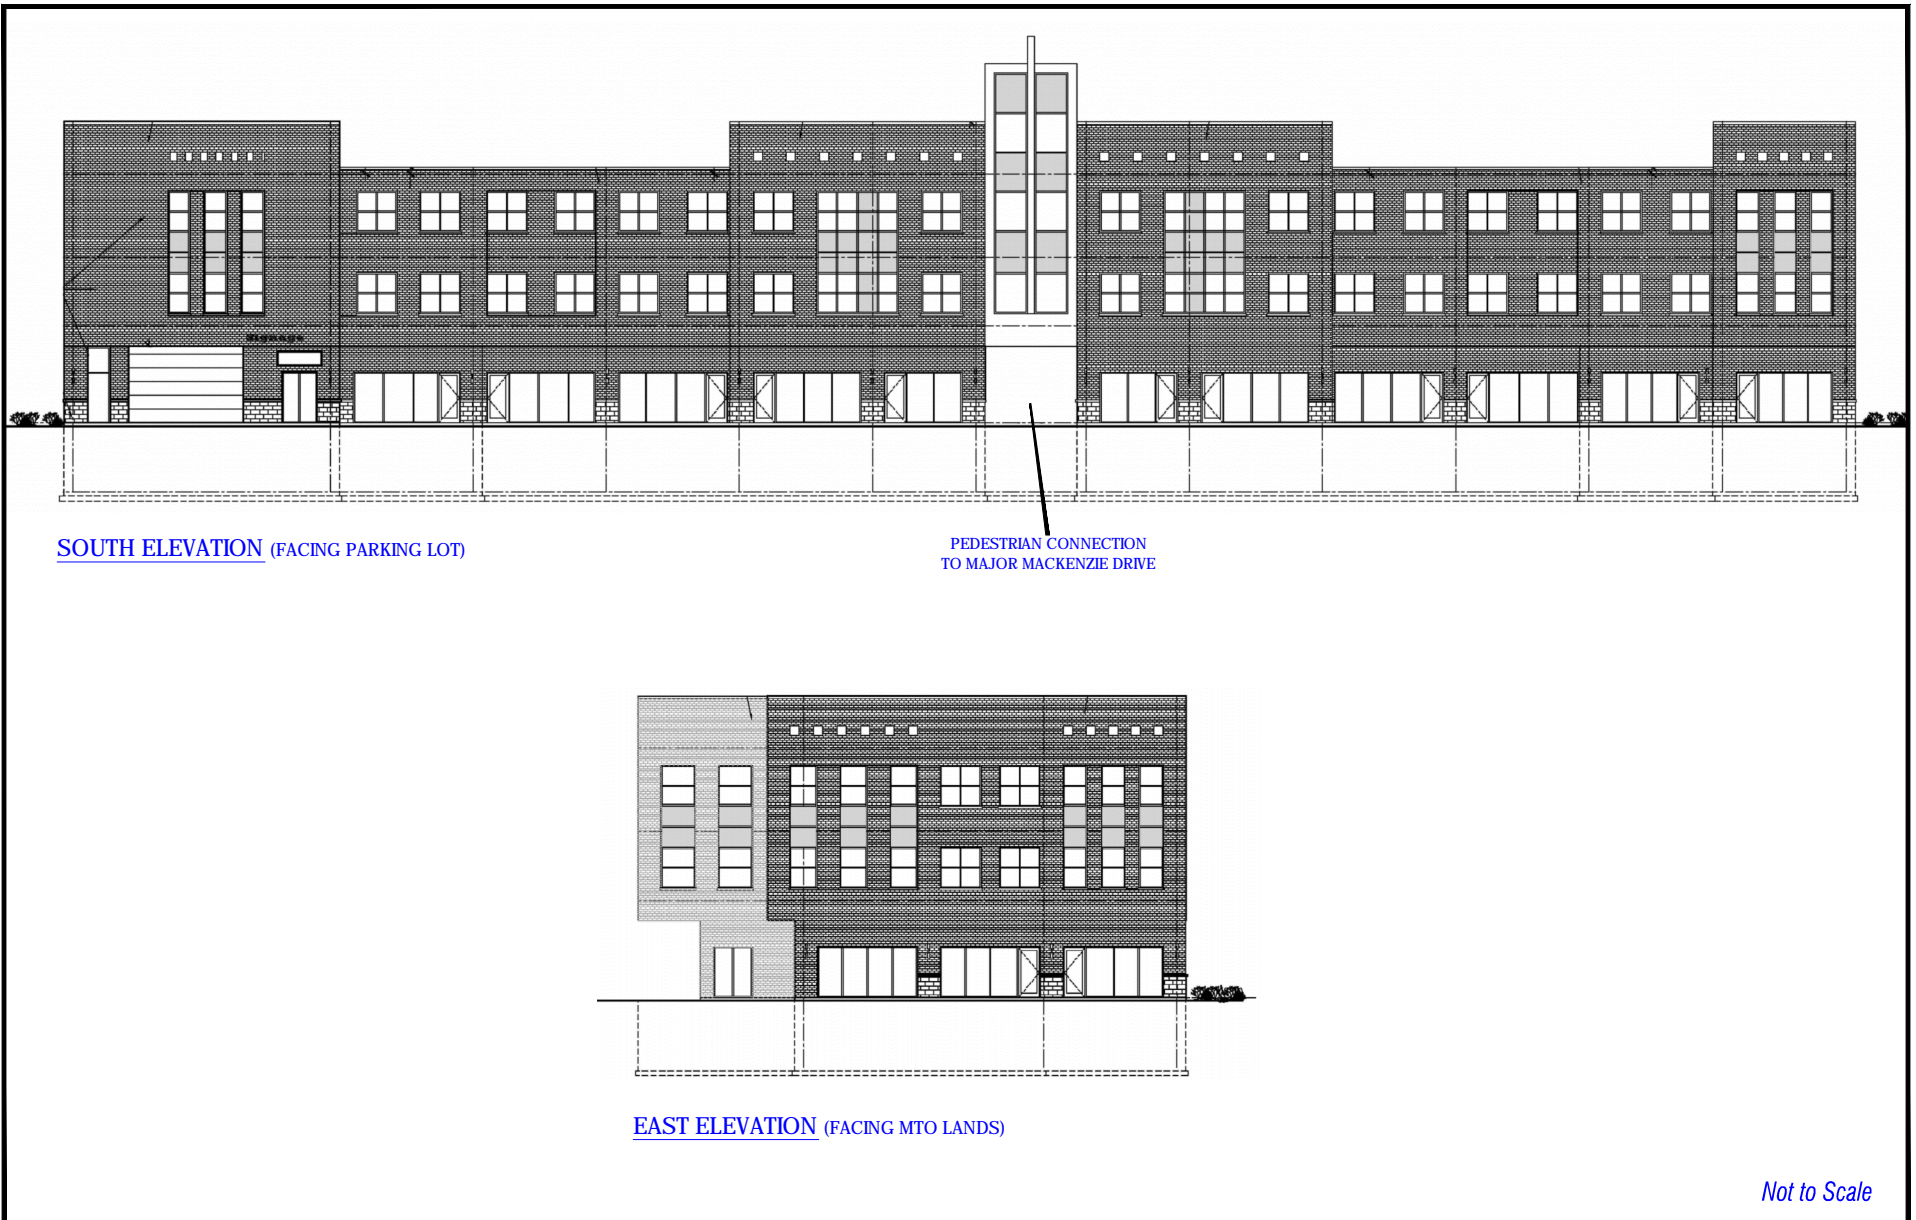 Signage
SOUTH ELEVATION (FACING PARKING LOT)
PEDESTRIAN CONNECTION
TO MAJOR MACKENZIE DRIVE
EAST ELEVATION (FACING MTO LANDS)
Not to Scale